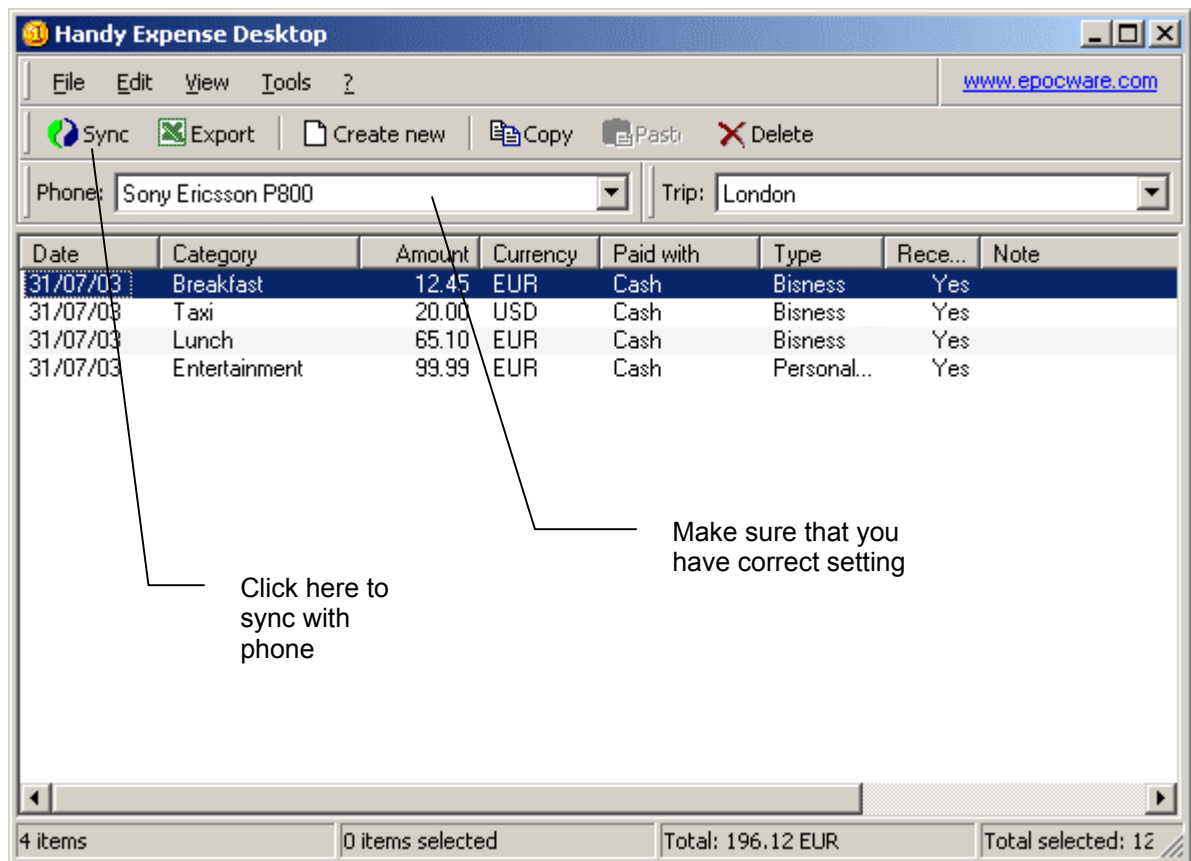 Handy Expense Desktop
File Edit View Tools ? www.epocware.com
Sync Export Create new Copy Paste Delete
Phone: Sony Ericsson P800 Trip: London
Date Category Amount Currency Paid with Type Rece... Note
31/07/03 Breakfast 12.45 EUR Cash Bisness Yes
31/07/03 Taxi 20.00 USD Cash Bisness Yes
31/07/03 Lunch 65.10 EUR Cash Bisness Yes
31/07/03 Entertainment 99.99 EUR Cash Personal... Yes
Make sure that you
have correct setting
Click here to
sync with
phone
4 items 0 items selected Total: 196.12 EUR Total selected: 12